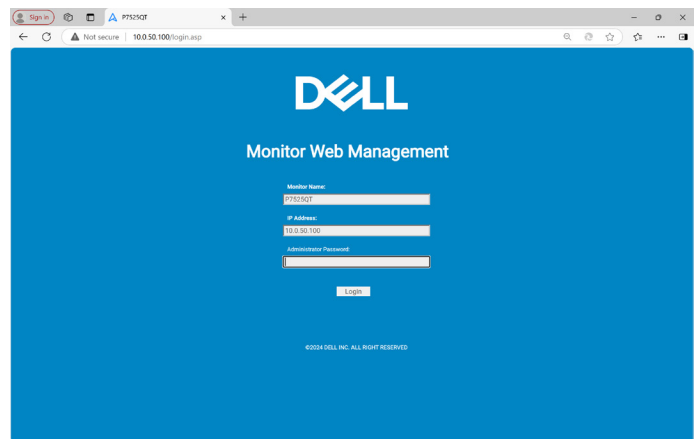 Sign in
P7525QT
Not secure
10.0.50.100/login.asp
DELL
Monitor Web Management
Monitor Name:
P7525QT
IP Address:
10.0.50.100
Administrator Password:
Login
©2024 DELL INC. ALL RIGHT RESERVED